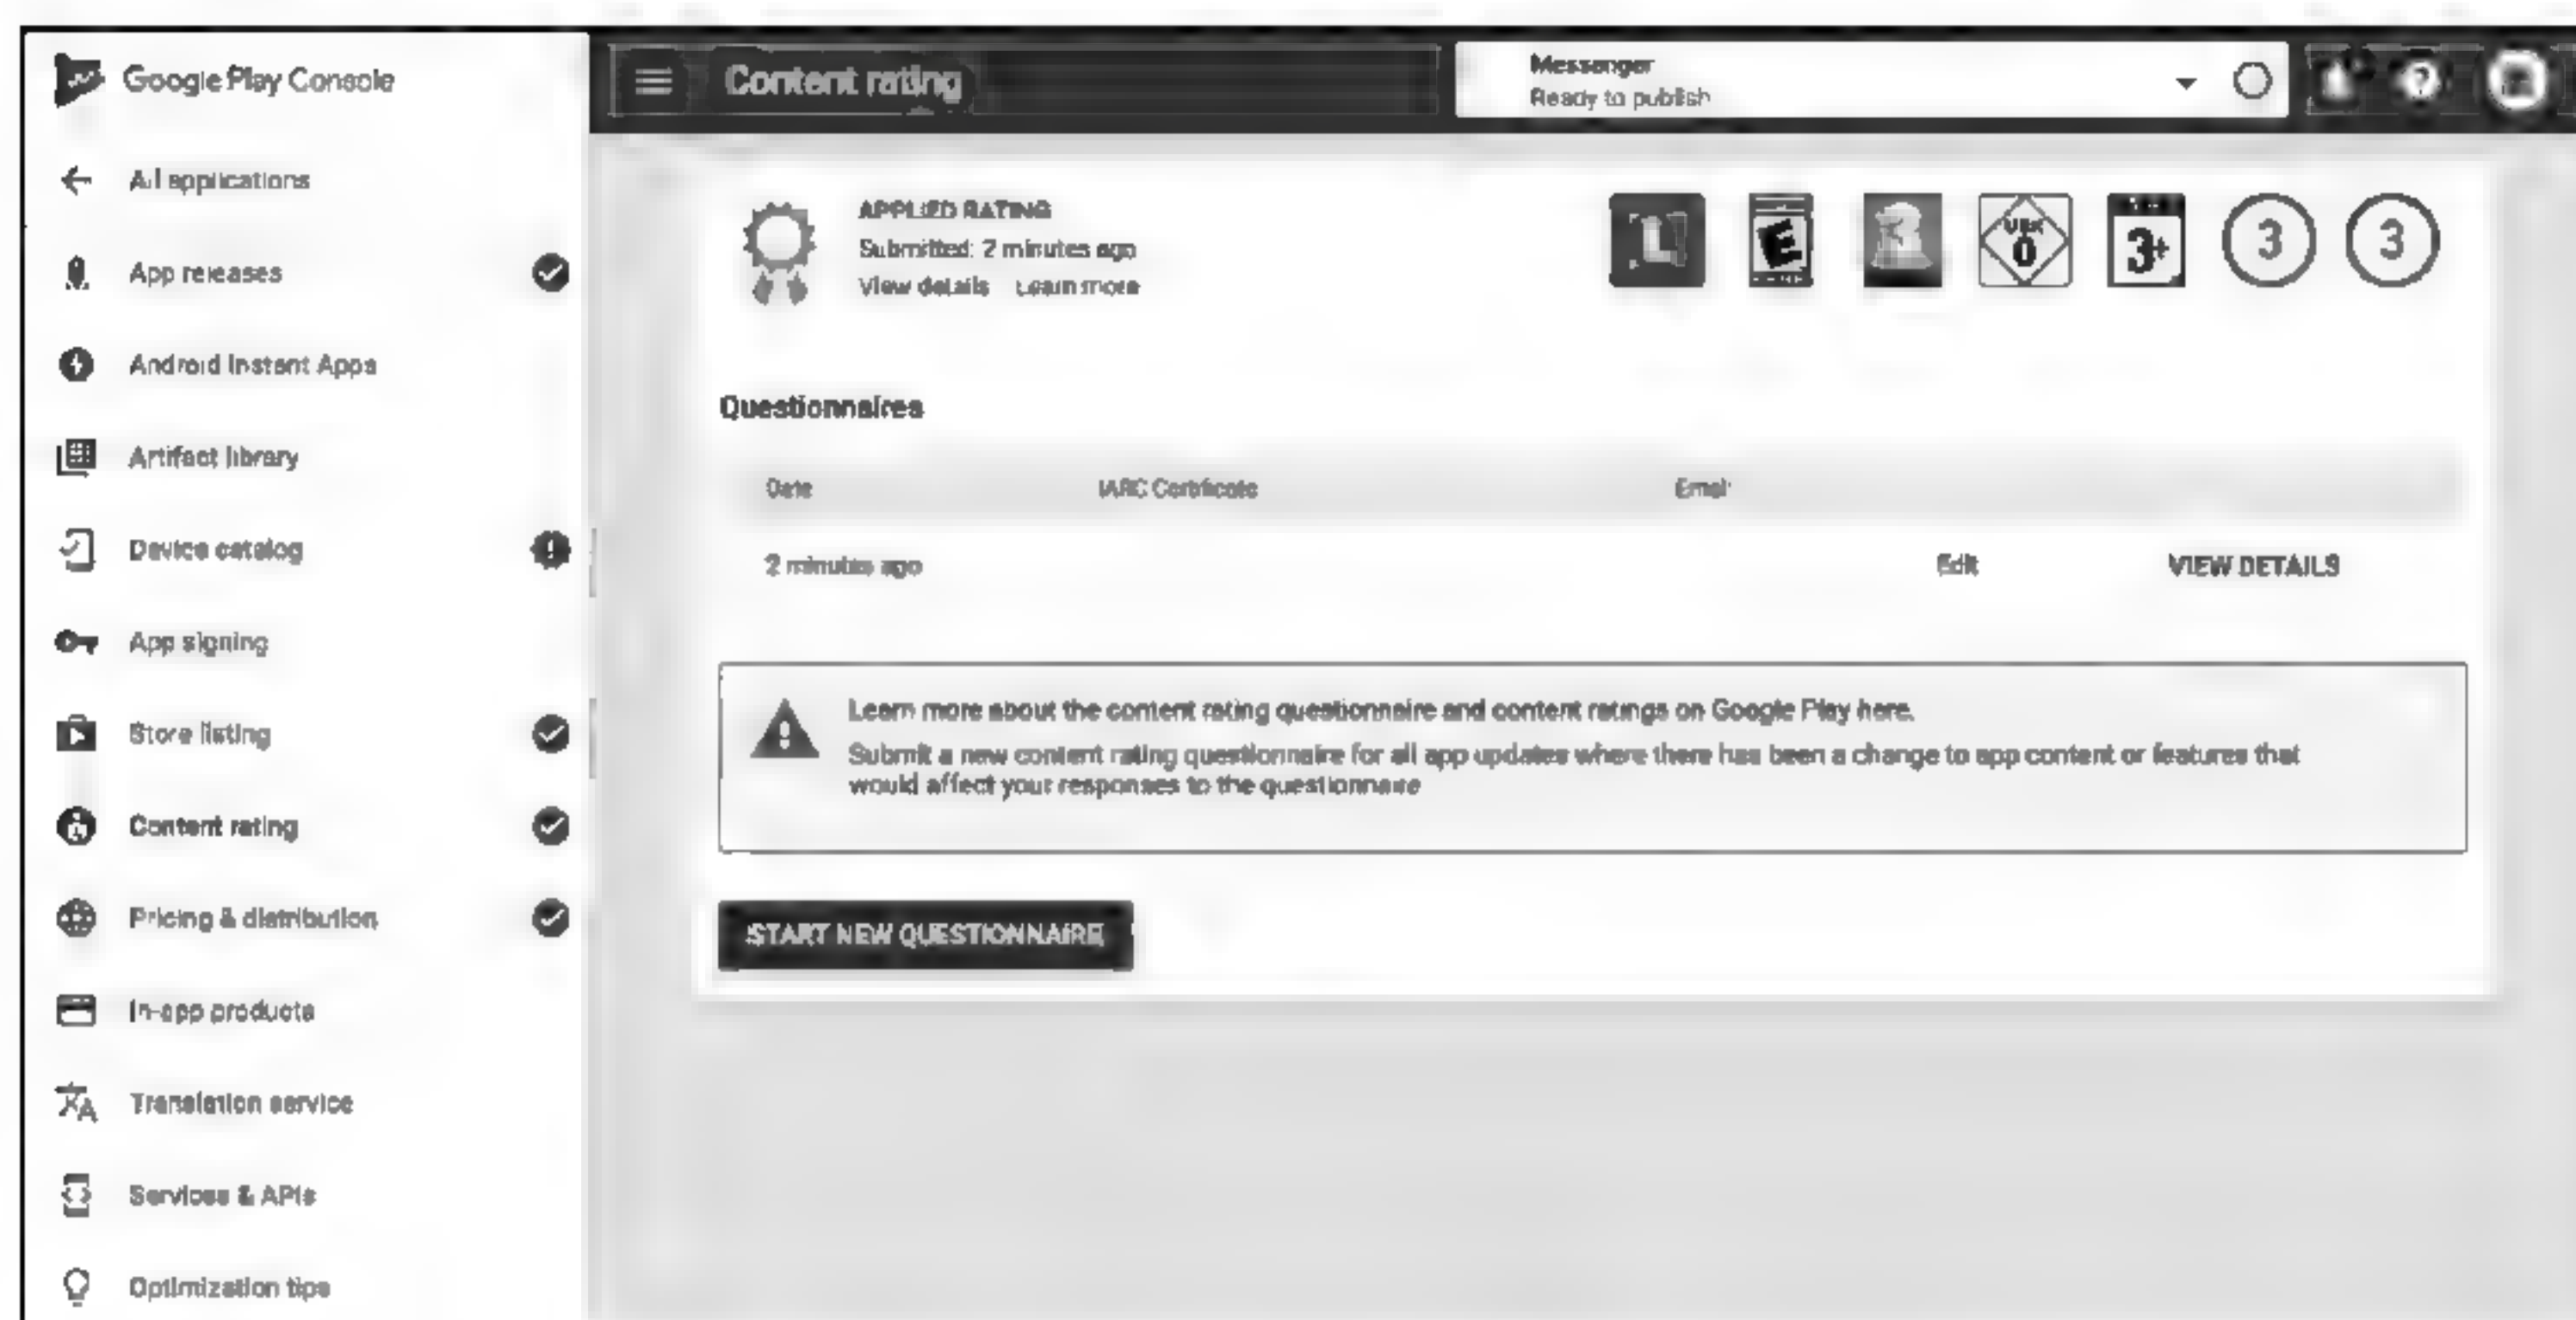 Google Play Console
All applications
App releases
Android Instant Apps
Artifact library
Device catalog
App signing
Store listing
Content rating
Pricing & distribution
In-app products
Translation service
Services & APIs
Optimization tips
Content rating
Messenger
Ready to publish
APPLIED RATING
Submitted: 2 minutes ago
View details Learn more
L E USK 0 3+ 3 3
Questionnaires
Date IARC Certificate Email
2 minutes ago Edit VIEW DETAILS
Learn more about the content rating questionnaire and content ratings on Google Play here.
Submit a new content rating questionnaire for all app updates where there has been a change to app content or features that
would affect your responses to the questionnaire
START NEW QUESTIONNAIRE